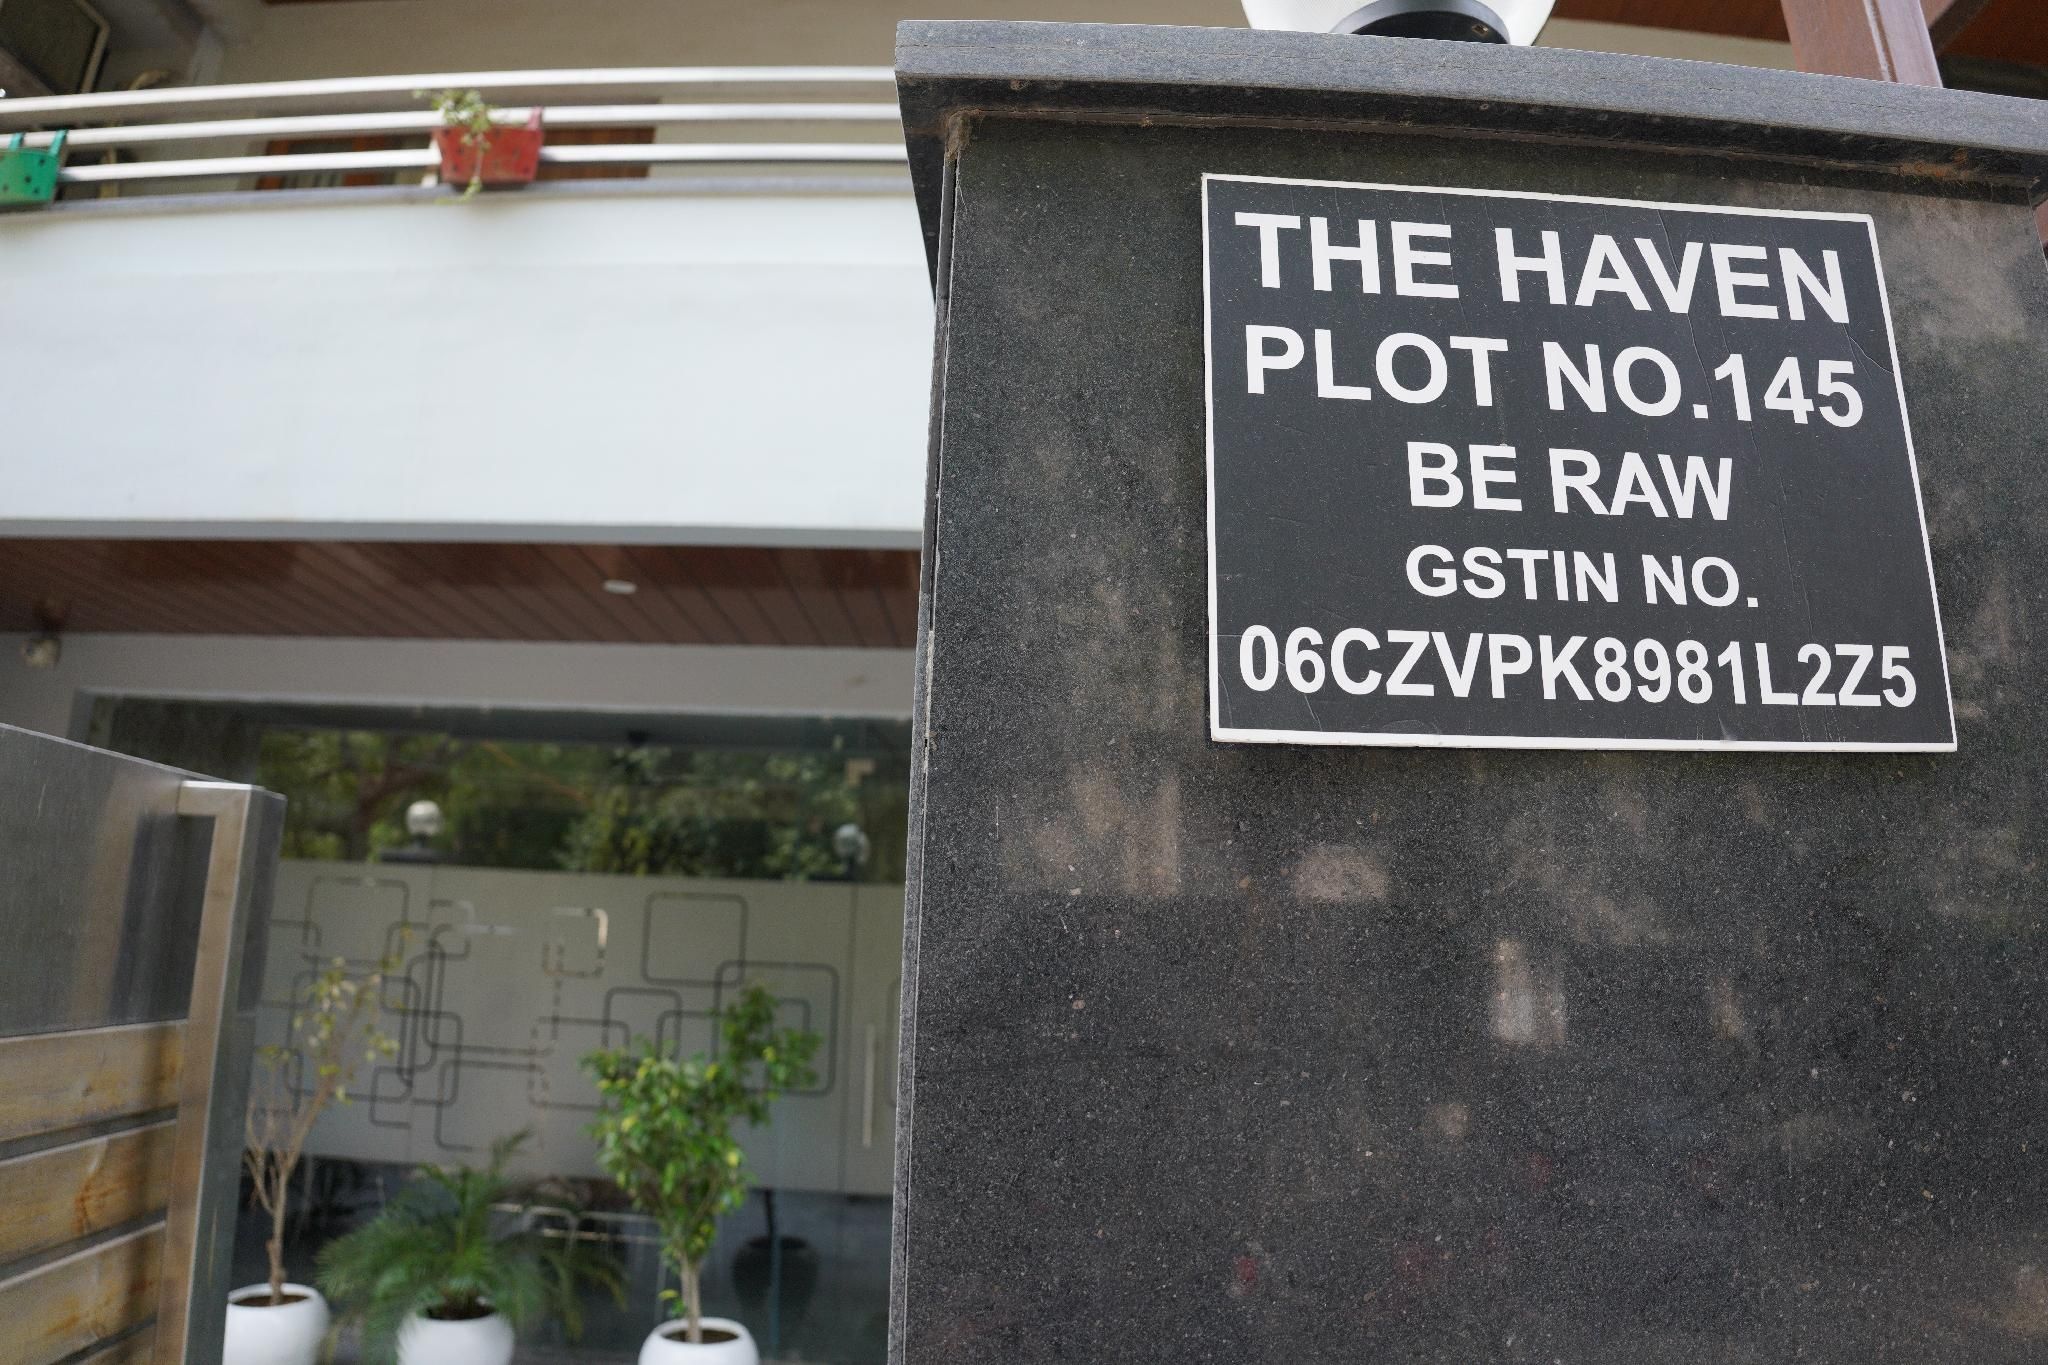 THE HAVEN
PLOT NO.145
BE RAW
GSTIN NO.
06CZVPK8981L2Z5